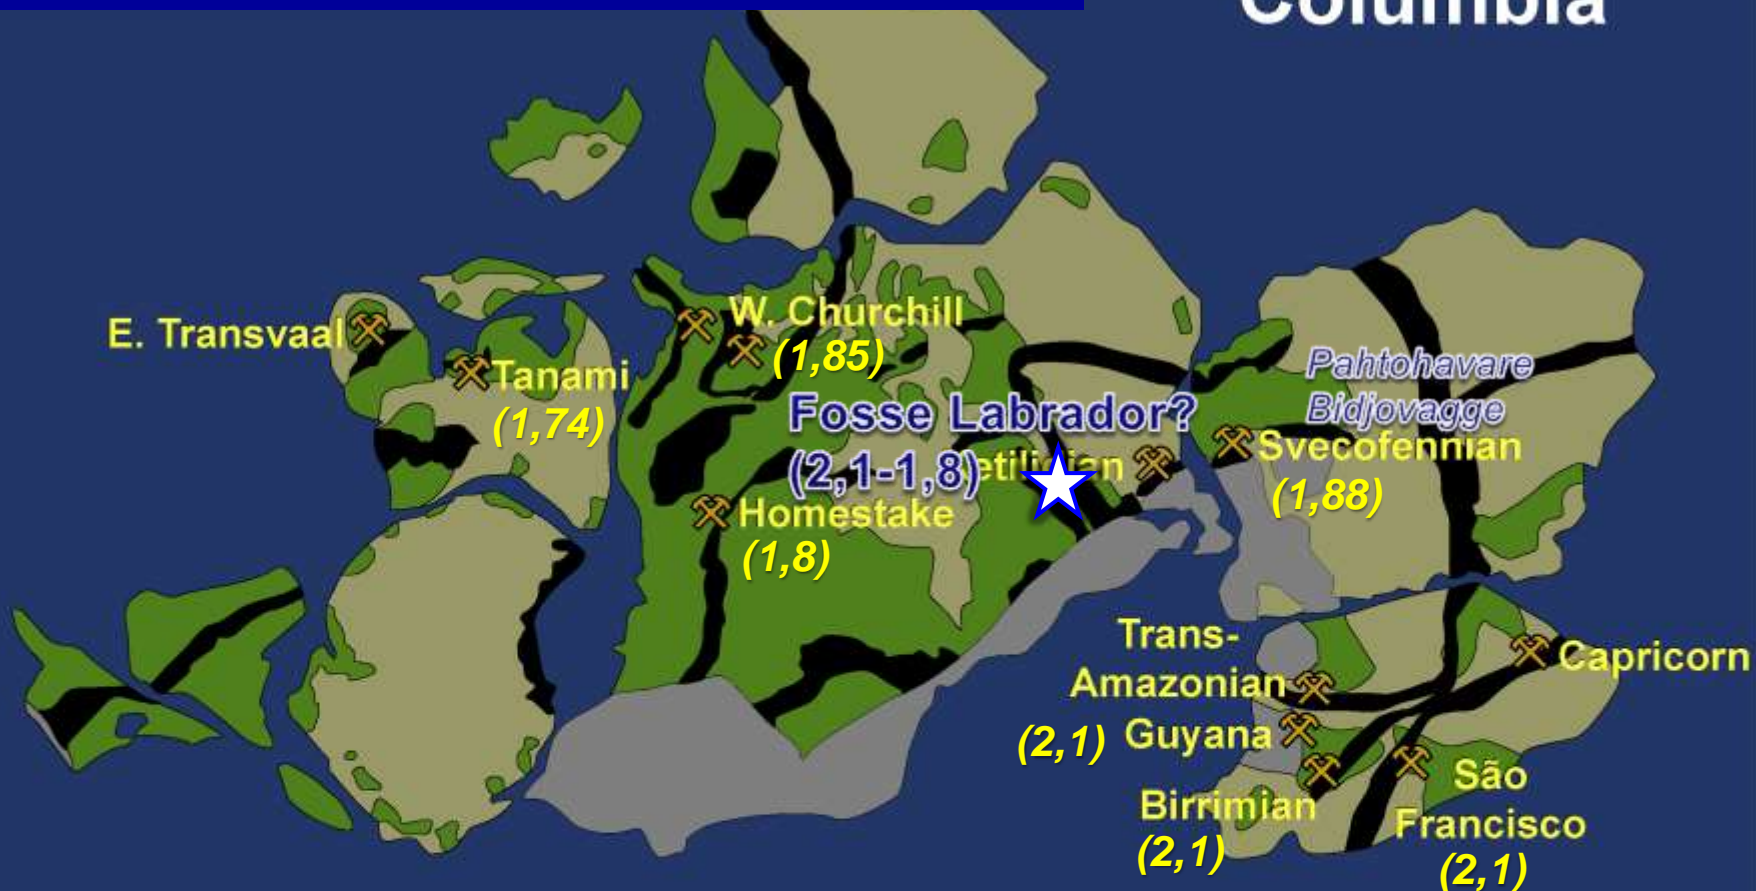 Columbia
W. Churchill
(1,85)
E. Transvaal
Tanami
(1,74)
Pahtohavare
Bidjovagge
Fosse Labrador?
(2,1-1,8)
Svecofennian
(1,88)
Homestake
(1,8)
Trans-
Amazonian
Capricorn
(2,1) Guyana
São
Francisco
(2,1)
Birrimian
(2,1)